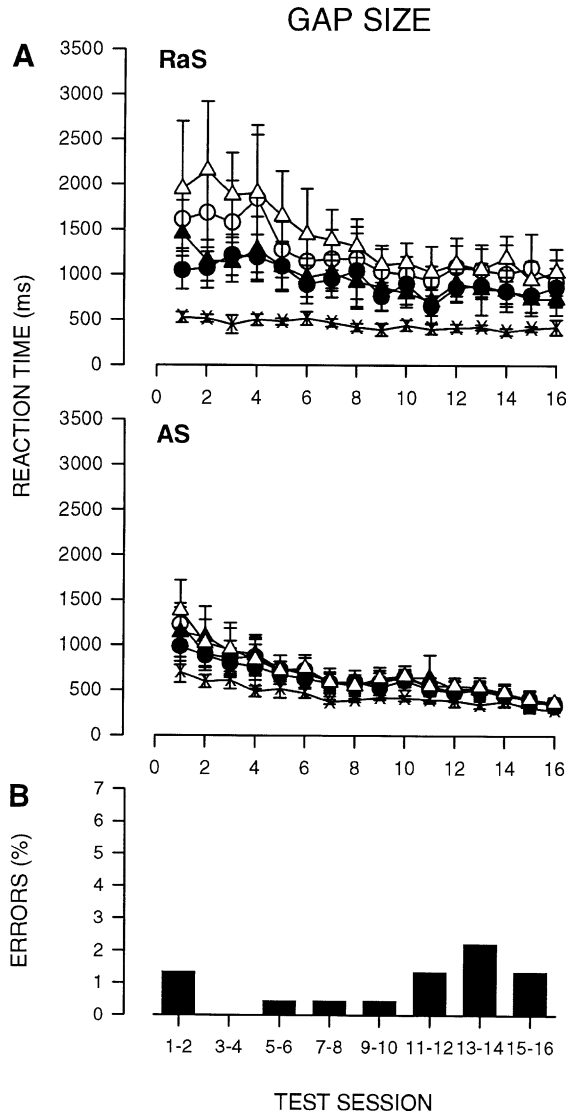 GAP SIZE
A
RaS
3500
3000
2500
2000
1500
1000
500
0
0 2 4 6 8 10 12 14 16
REACTION TIME (ms)
AS
3500
3000
2500
2000
1500
1000
500
0
0 2 4 6 8 10 12 14 16
B
7
6
5
4
3
2
1
0
ERRORS (%)
1-2 3-4 5-6 7-8 9-10 11-12 13-14 15-16
TEST SESSION